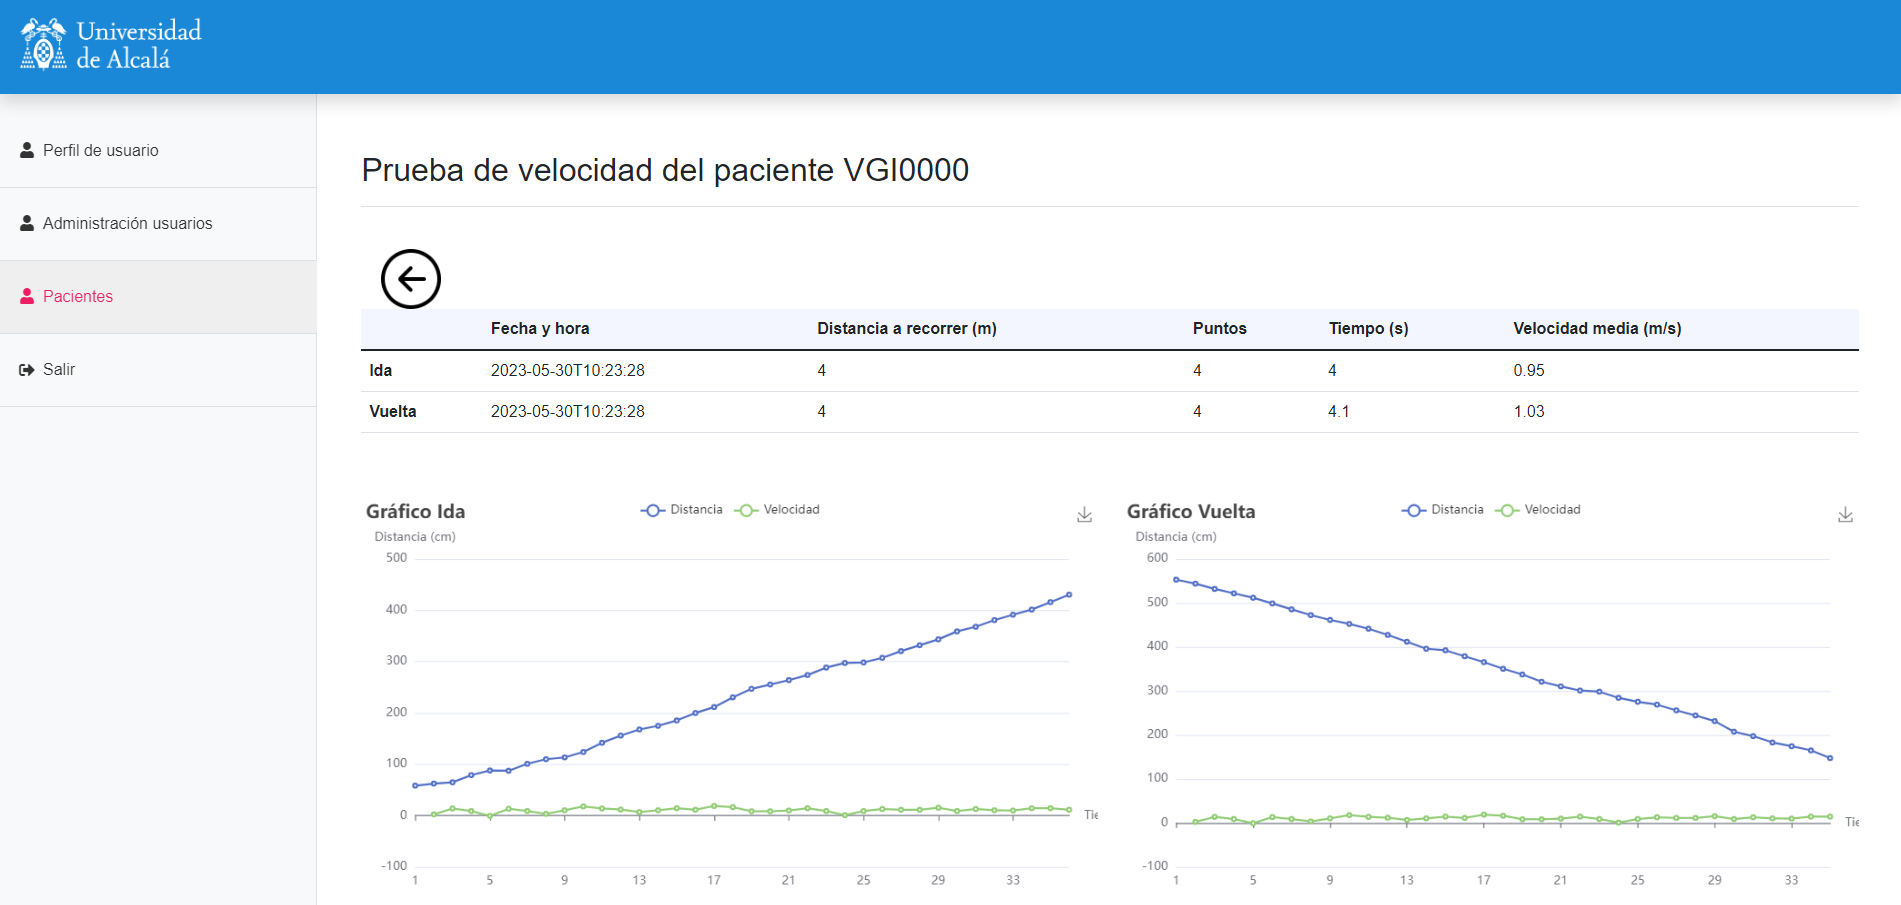 Universidad
de Alcalá
Perfil de usuario
Administración usuarios
Pacientes
Salir
Prueba de velocidad del paciente VGI0000
Fecha y hora Distancia a recorrer (m) Puntos Tiempo (s) Velocidad media (m/s)
Ida 2023-05-30T10:23:28 4 4 4 0.95
Vuelta 2023-05-30T10:23:28 4 4 4.1 1.03
Gráfico Ida Distancia Velocidad
Distancia (cm)
500
400
300
200
100
0
-100
1 5 9 13 17 21 25 29 33
Tie
Gráfico Vuelta Distancia Velocidad
Distancia (cm)
600
500
400
300
200
100
0
-100
1 5 9 13 17 21 25 29 33
Tie